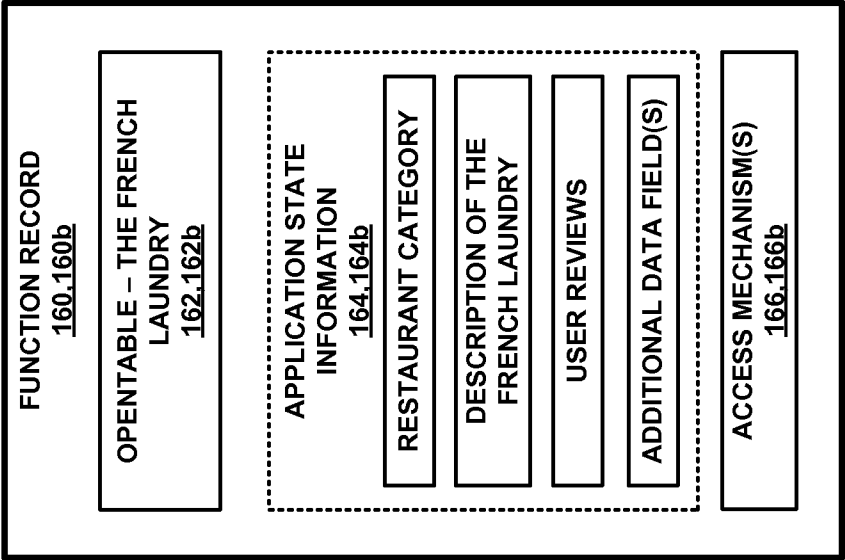 FUNCTION RECORD
160,160b
OPENTABLE – THE FRENCH
LAUNDRY
162,162b
APPLICATION STATE
INFORMATION
164,164b
RESTAURANT CATEGORY
DESCRIPTION OF THE
FRENCH LAUNDRY
USER REVIEWS
ADDITIONAL DATA FIELD(S)
ACCESS MECHANISM(S)
166,166b